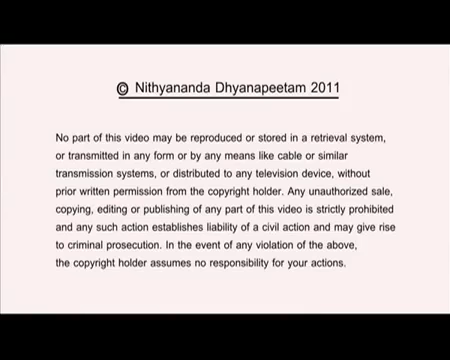 © Nithyananda Dhyanapeetam 2011
No part of this video may be reproduced or stored in a retrieval system,
or transmitted in any form or by any means like cable or similar
transmission systems, or distributed to any television device, without
prior written permission from the copyright holder. Any unauthorized sale,
copying, editing or publishing of any part of this video is strictly prohibited
and any such action establishes liability of a civil action and may give rise
to criminal prosecution. In the event of any violation of the above,
the copyright holder assumes no responsibility for your actions.